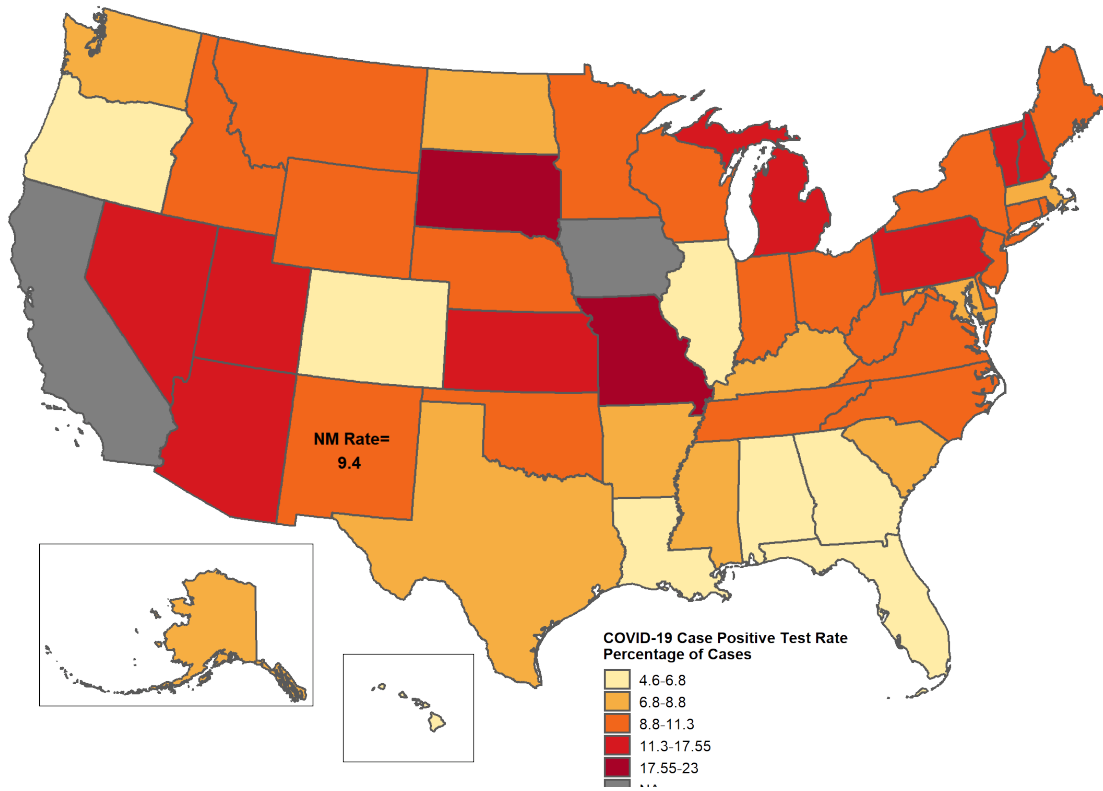 NM Rate=
9.4
COVID-19 Case Positive Test Rate
Percentage of Cases
4.6-6.8
6.8-8.8
8.8-11.3
11.3-17.55
17.55-23
NA